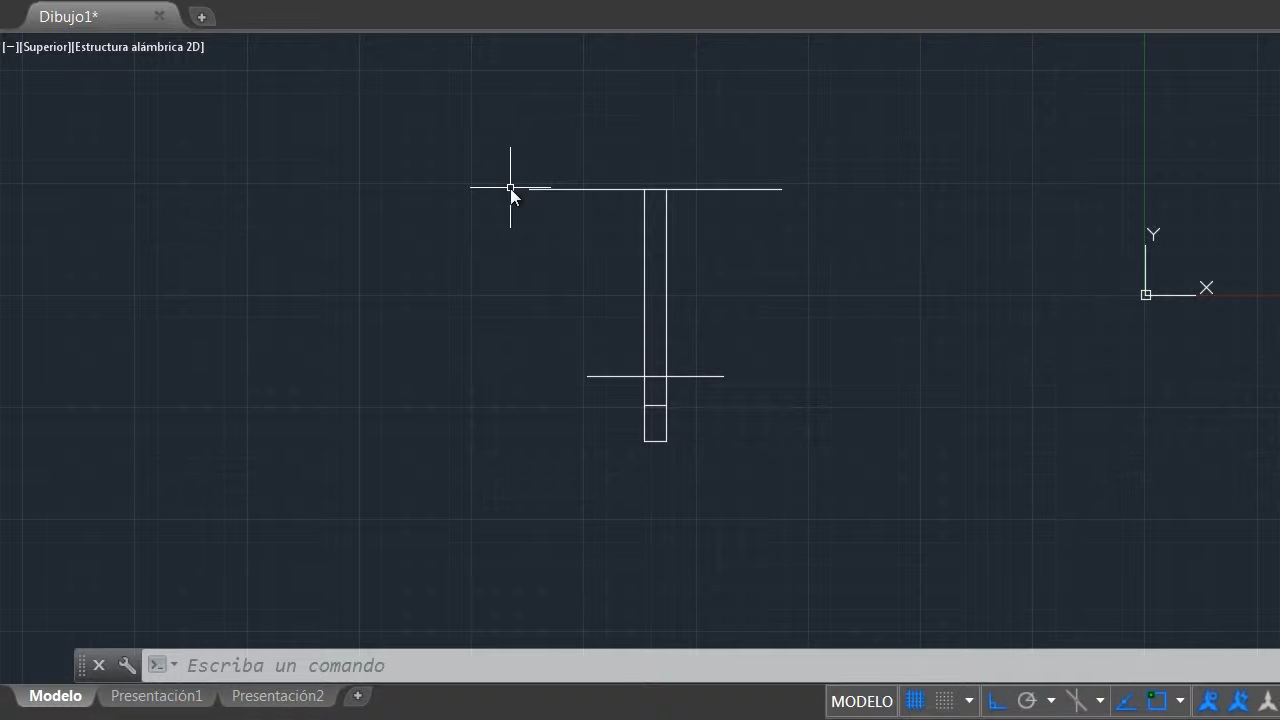 Dibujo1*
[−][Superior][Estructura alámbrica 2D]
Y
X
Escriba un comando
Modelo
Presentación1
Presentación2
MODELO